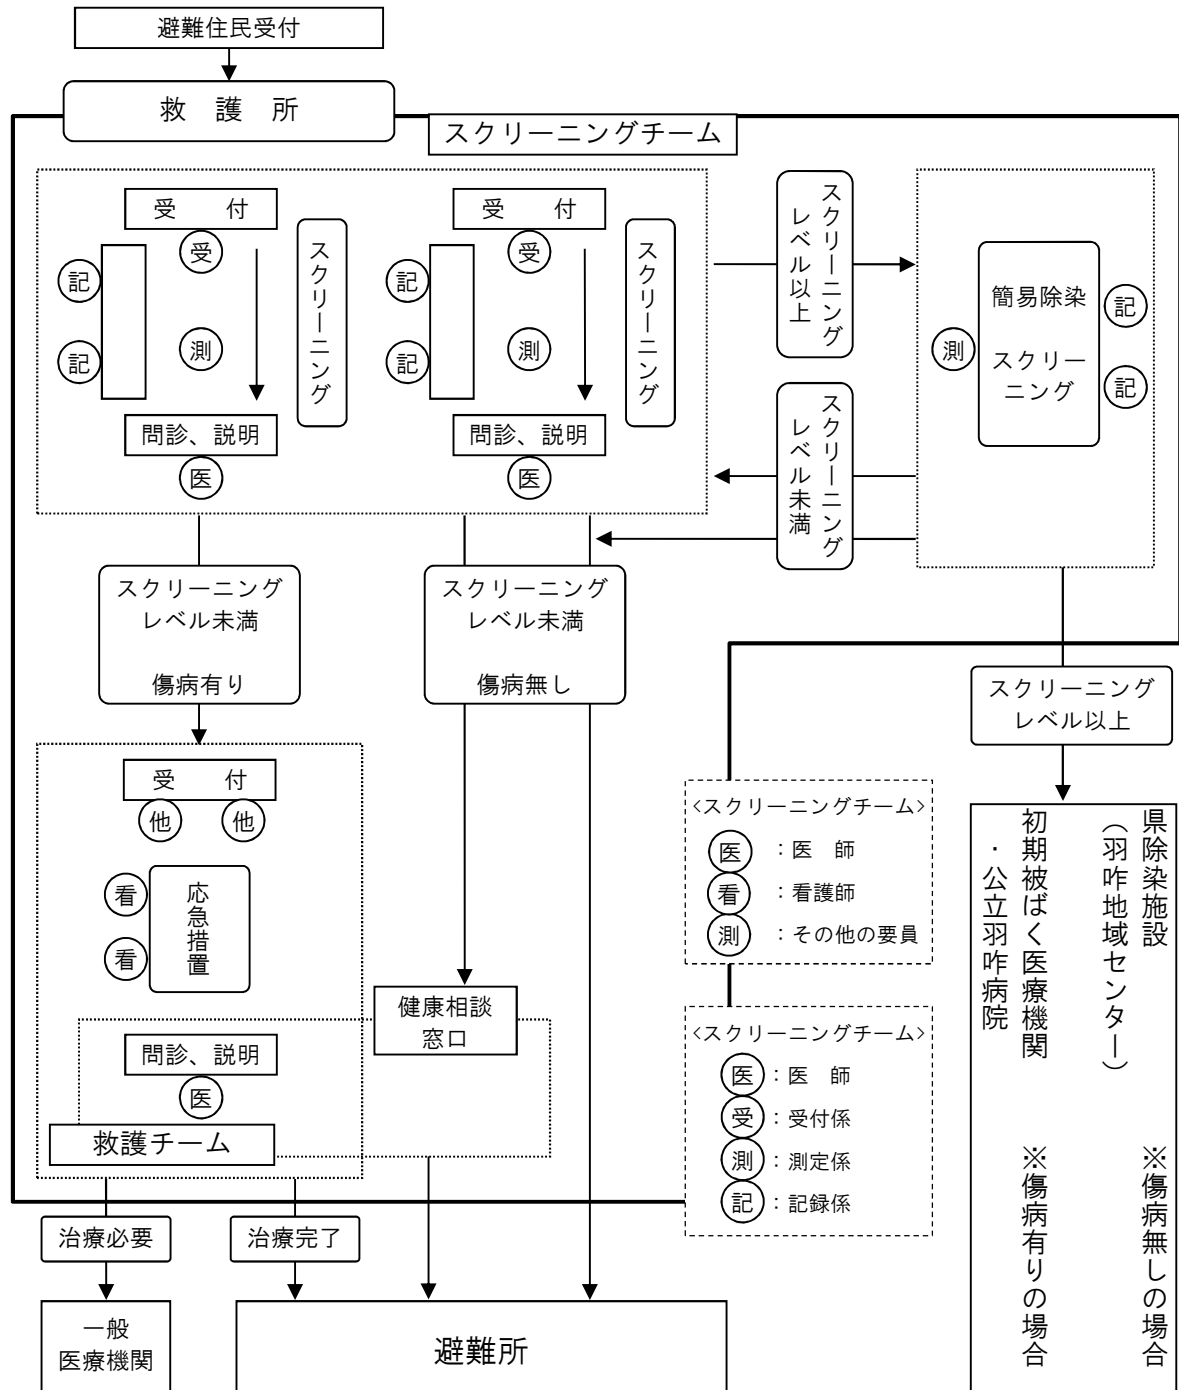 避難住民受付
救　護　所
スクリーニングチーム
受　　付
受
記
記
測
スクリーニング
問診、説明
医
受　　付
受
記
記
測
スクリーニング
問診、説明
医
スクリーニング
レベル以上
スクリーニング
レベル未満
簡易除染
スクリー
ニング
測
記
記
スクリーニング
レベル未満
傷病有り
スクリーニング
レベル未満
傷病無し
スクリーニング
レベル以上
受　　付
他
他
看
看
応急措置
問診、説明
医
救護チーム
健康相談
窓口
<スクリーニングチーム>
医：医　師
看：看護師
測：その他の要員
<スクリーニングチーム>
医：医　師
受：受付係
測：測定係
記：記録係
県除染施設　※傷病無しの場合
（羽咋地域センター）
初期被ばく医療機関　※傷病有りの場合
・公立羽咋病院
治療必要
治療完了
一般
医療機関
避難所